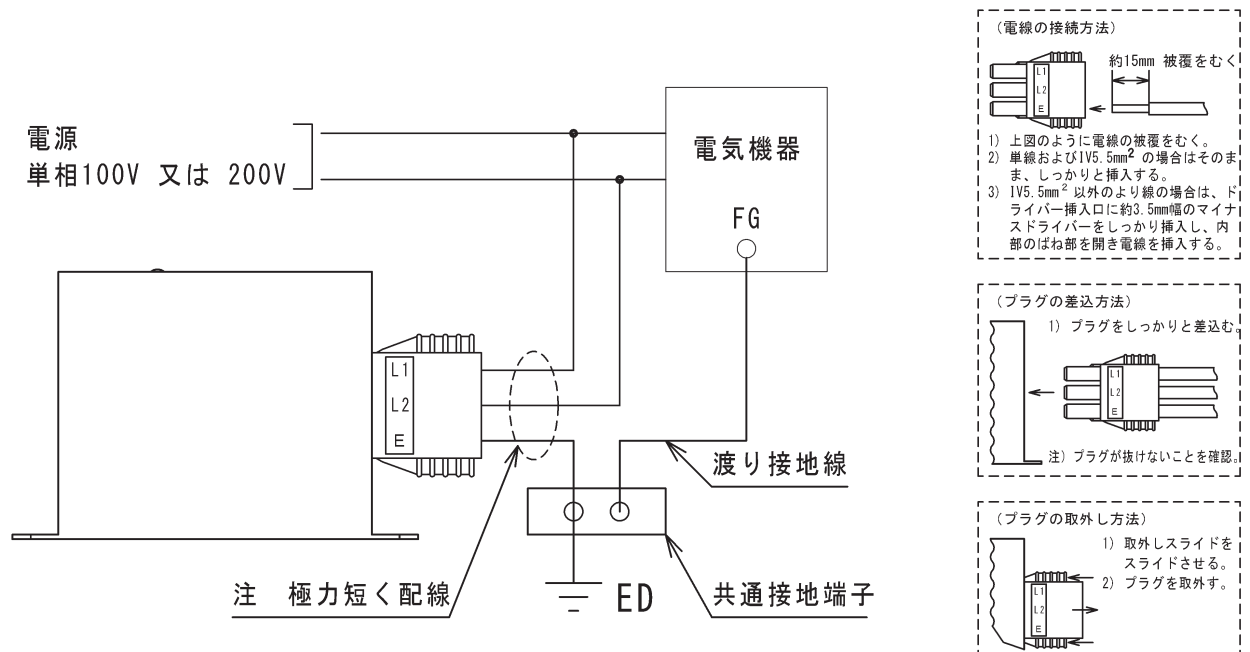 電源
単相100V 又は 200V
電気機器
FG
L1
L2
E
渡り接地線
注 極力短く配線
ED
共通接地端子
(電線の接続方法)
約15mm 被覆をむく
L1
L2
E
1) 上図のように電線の被覆をむく。
2) 単線およびIV5.5mm² の場合はそのま
ま、しっかりと挿入する。
3) IV5.5mm² 以外のより線の場合は、ド
ライバー挿入口に約3.5mm幅のマイナ
スドライバーをしっかり挿入し、内
部のばね部を開き電線を挿入する。
(プラグの差込方法)
1) プラグをしっかりと差込む。
L1
L2
E
注) プラグが抜けないことを確認。
(プラグの取外し方法)
1) 取外しスライドを
スライドさせる。
2) プラグを取外す。
L1
L2
E